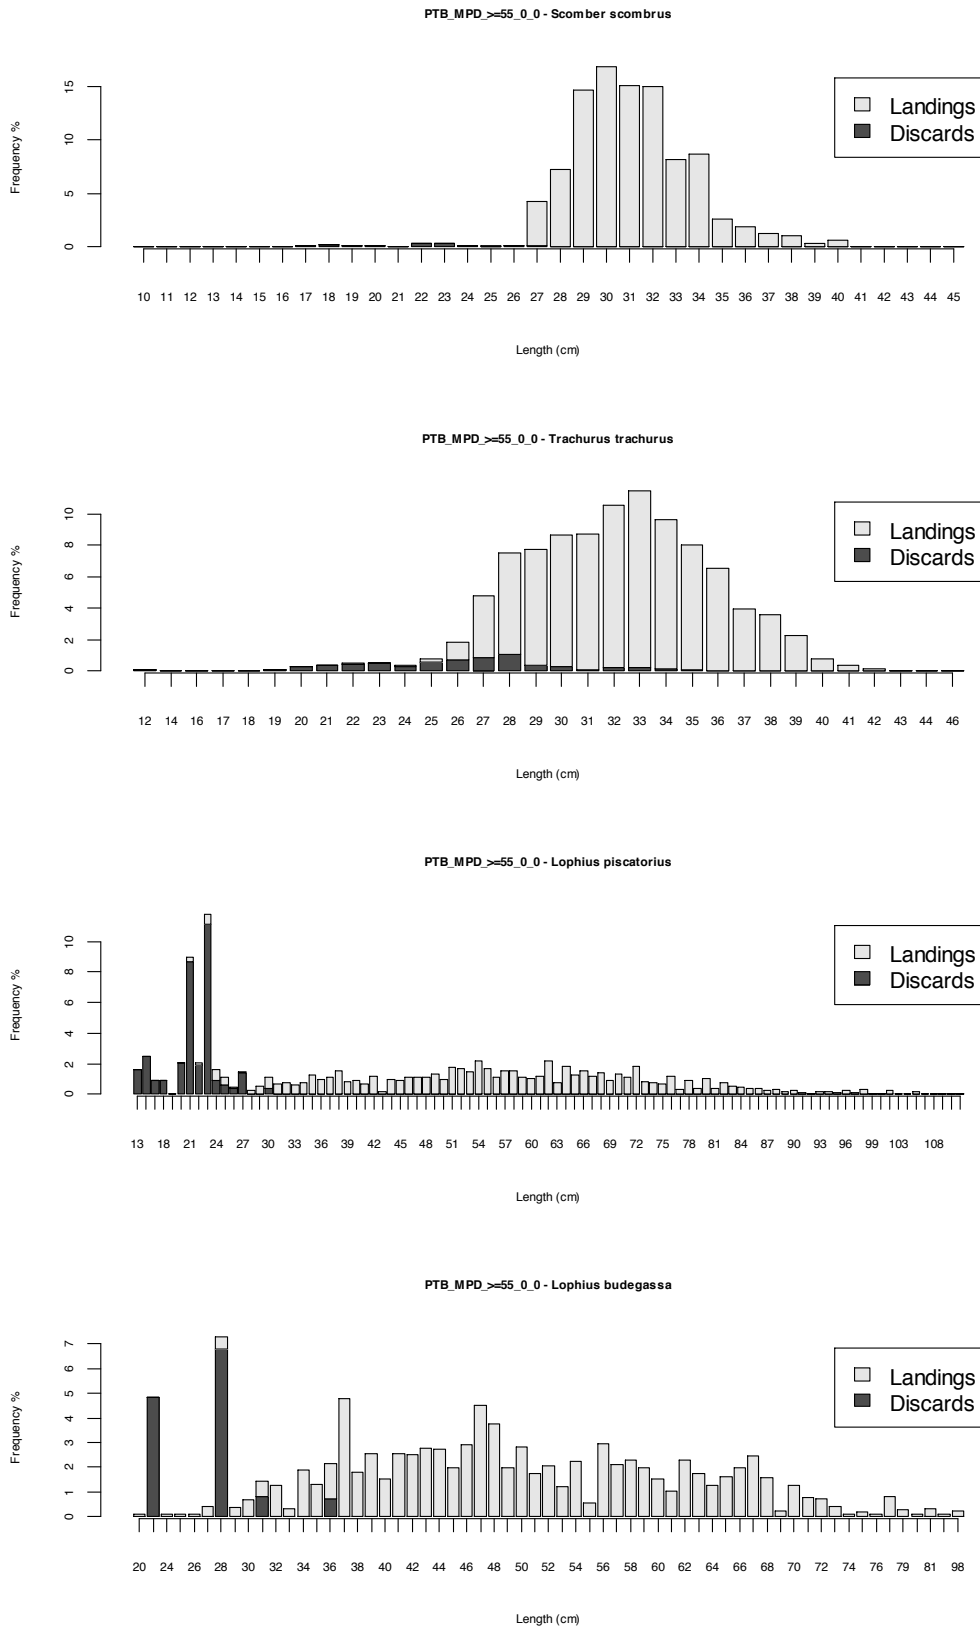 PTB_MPD_>=55_0_0 - Scomber scombrus
Frequency %
15
10
5
0
Landings
Discards
10 11 12 13 14 15 16 17 18 19 20 21 22 23 24 25 26 27 28 29 30 31 32 33 34 35 36 37 38 39 40 41 42 43 44 45
Length (cm)
PTB_MPD_>=55_0_0 - Trachurus trachurus
Frequency %
10
8
6
4
2
0
Landings
Discards
12 14 16 17 18 19 20 21 22 23 24 25 26 27 28 29 30 31 32 33 34 35 36 37 38 39 40 41 42 43 44 46
Length (cm)
PTB_MPD_>=55_0_0 - Lophius piscatorius
Frequency %
10
8
6
4
2
0
Landings
Discards
13 18 21 24 27 30 33 36 39 42 45 48 51 54 57 60 63 66 69 72 75 78 81 84 87 90 93 96 99 103 108
Length (cm)
PTB_MPD_>=55_0_0 - Lophius budegassa
Frequency %
7
6
5
4
3
2
1
0
Landings
Discards
20 24 26 28 30 32 34 36 38 40 42 44 46 48 50 52 54 56 58 60 62 64 66 68 70 72 74 76 79 81 98
Length (cm)